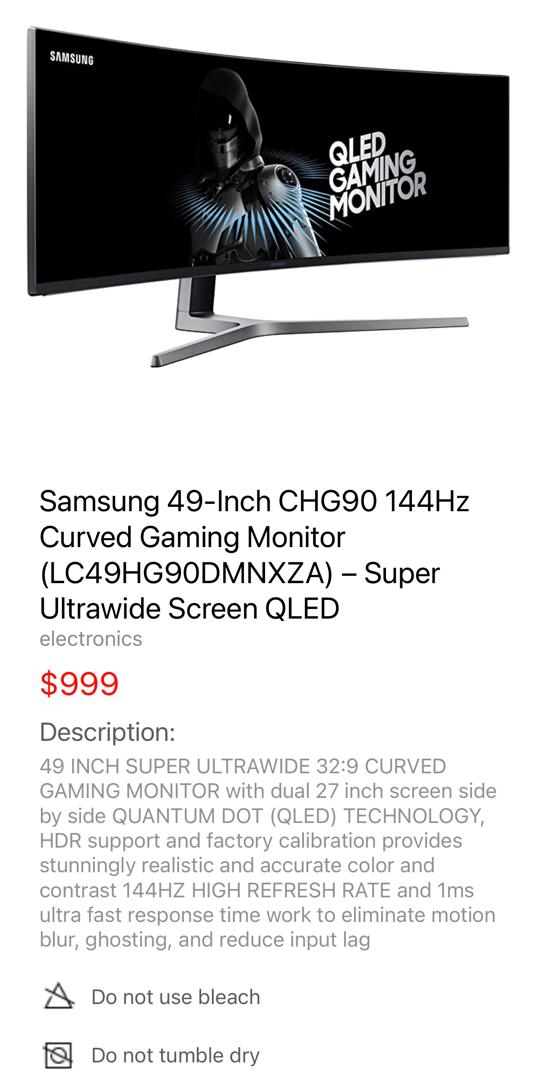 SAMSUNG
QLED
GAMING
MONITOR
Samsung 49-Inch CHG90 144Hz
Curved Gaming Monitor
(LC49HG90DMNXZA) – Super
Ultrawide Screen QLED
electronics
$999
Description:
49 INCH SUPER ULTRAWIDE 32:9 CURVED
GAMING MONITOR with dual 27 inch screen side
by side QUANTUM DOT (QLED) TECHNOLOGY,
HDR support and factory calibration provides
stunningly realistic and accurate color and
contrast 144HZ HIGH REFRESH RATE and 1ms
ultra fast response time work to eliminate motion
blur, ghosting, and reduce input lag
Do not use bleach
Do not tumble dry